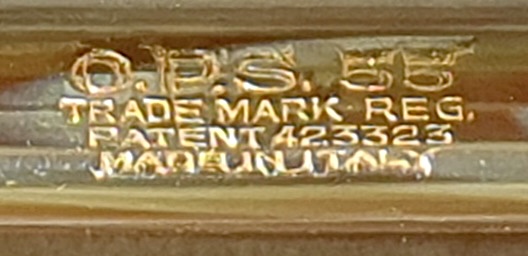 O.P.S. 55
TRADE MARK REG.
PATENT 423323
MADE IN ITALY